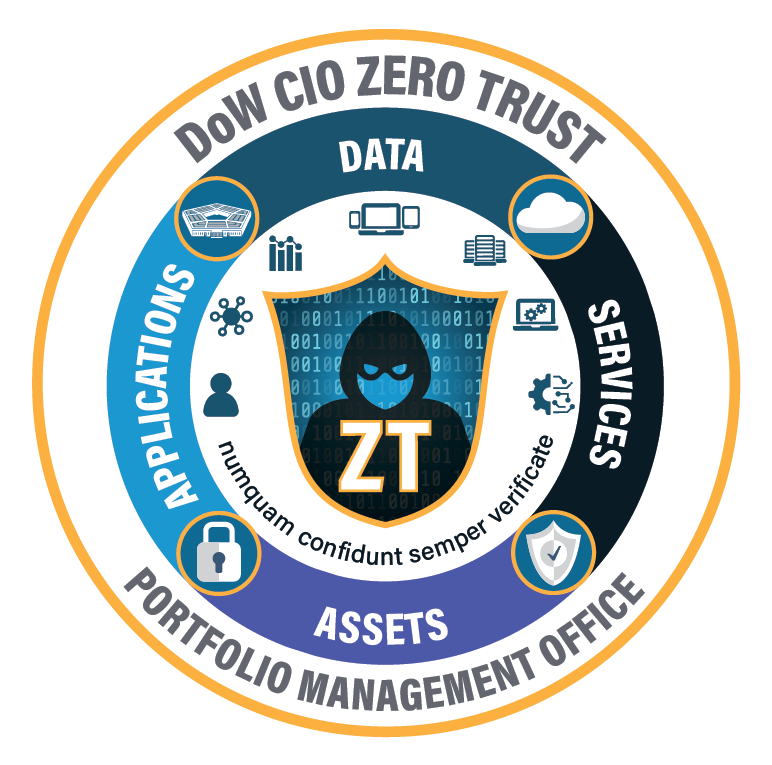 DoW CIO ZERO TRUST
DATA
APPLICATIONS
SERVICES
ZT
numquam confidunt semper verificate
ASSETS
PORTFOLIO MANAGEMENT OFFICE